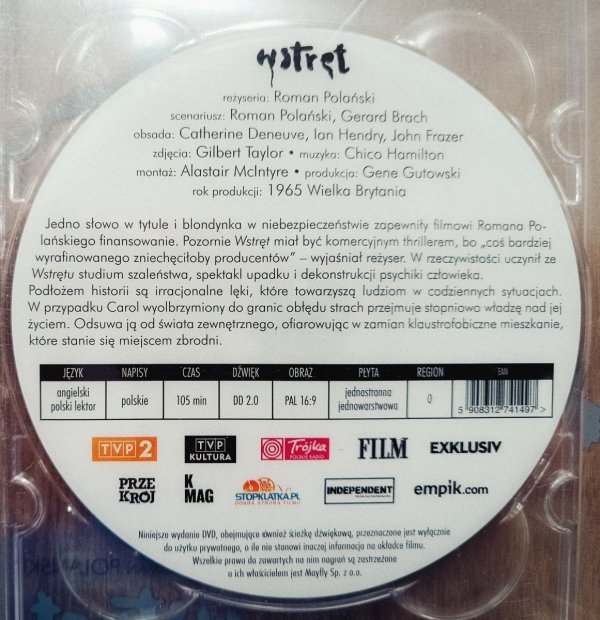 wstręt
reżyseria: Roman Polański
scenariusz: Roman Polański, Gerard Brach
obsada: Catherine Deneuve, Ian Hendry, John Frazer
zdjęcia: Gilbert Taylor • muzyka: Chico Hamilton
montaż: Alastair McIntyre • produkcja: Gene Gutowski
rok produkcji: 1965 Wielka Brytania
Jedno słowo w tytule i blondynka w niebezpieczeństwie zapewniły filmowi Romana Po-
lańskiego finansowanie. Pozornie Wstręt miał być komercyjnym thrillerem, bo „coś bardziej
wyrafinowanego zniechęciłoby producentów” – wyjaśniał reżyser. W rzeczywistości uczynił ze
Wstrętu studium szaleństwa, spektakl upadku i dekonstrukcji psychiki człowieka.
Podłożem historii są irracjonalne lęki, które towarzyszą ludziom w codziennych sytuacjach.
W przypadku Carol wyolbrzymiony do granic obłędu strach przejmuje stopniowo władzę nad jej
życiem. Odsuwa ją od świata zewnętrznego, ofiarowując w zamian klaustrofobiczne mieszkanie,
które stanie się miejscem zbrodni.
JĘZYK NAPISY CZAS DŹWIĘK OBRAZ PŁYTA REGION EAN
angielski
polski lektor polskie 105 min DD 2.0 PAL 16:9 jednostronna
jednowarstwowa 0
5 908312 741497 >
TVP 2 TVP KULTURA Trójka POLSKIE RADIO FILM EXKLUSIV
PRZE
KRÓJ K
MAG STOPKLATKA.PL
DOBRA STRONA FILMU INDEPENDENT empik.com
Niniejsze wydanie DVD, obejmujące również ścieżkę dźwiękową, przeznaczone jest wyłącznie
do użytku prywatnego, o ile nie stanowi inaczej informacja na okładce filmu.
Wszelkie prawa do zawartych na nim nagrań są zastrzeżone
a ich właścicielem jest Mayfly Sp. z o.o.